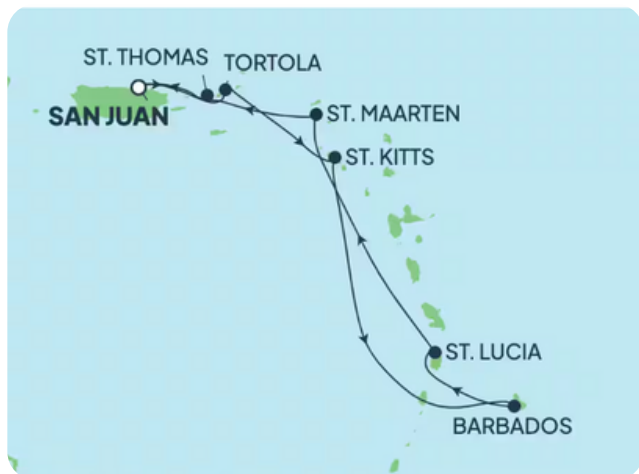 ST. THOMAS
TORTOLA
SAN JUAN
ST. MAARTEN
ST. KITTS
ST. LUCIA
BARBADOS